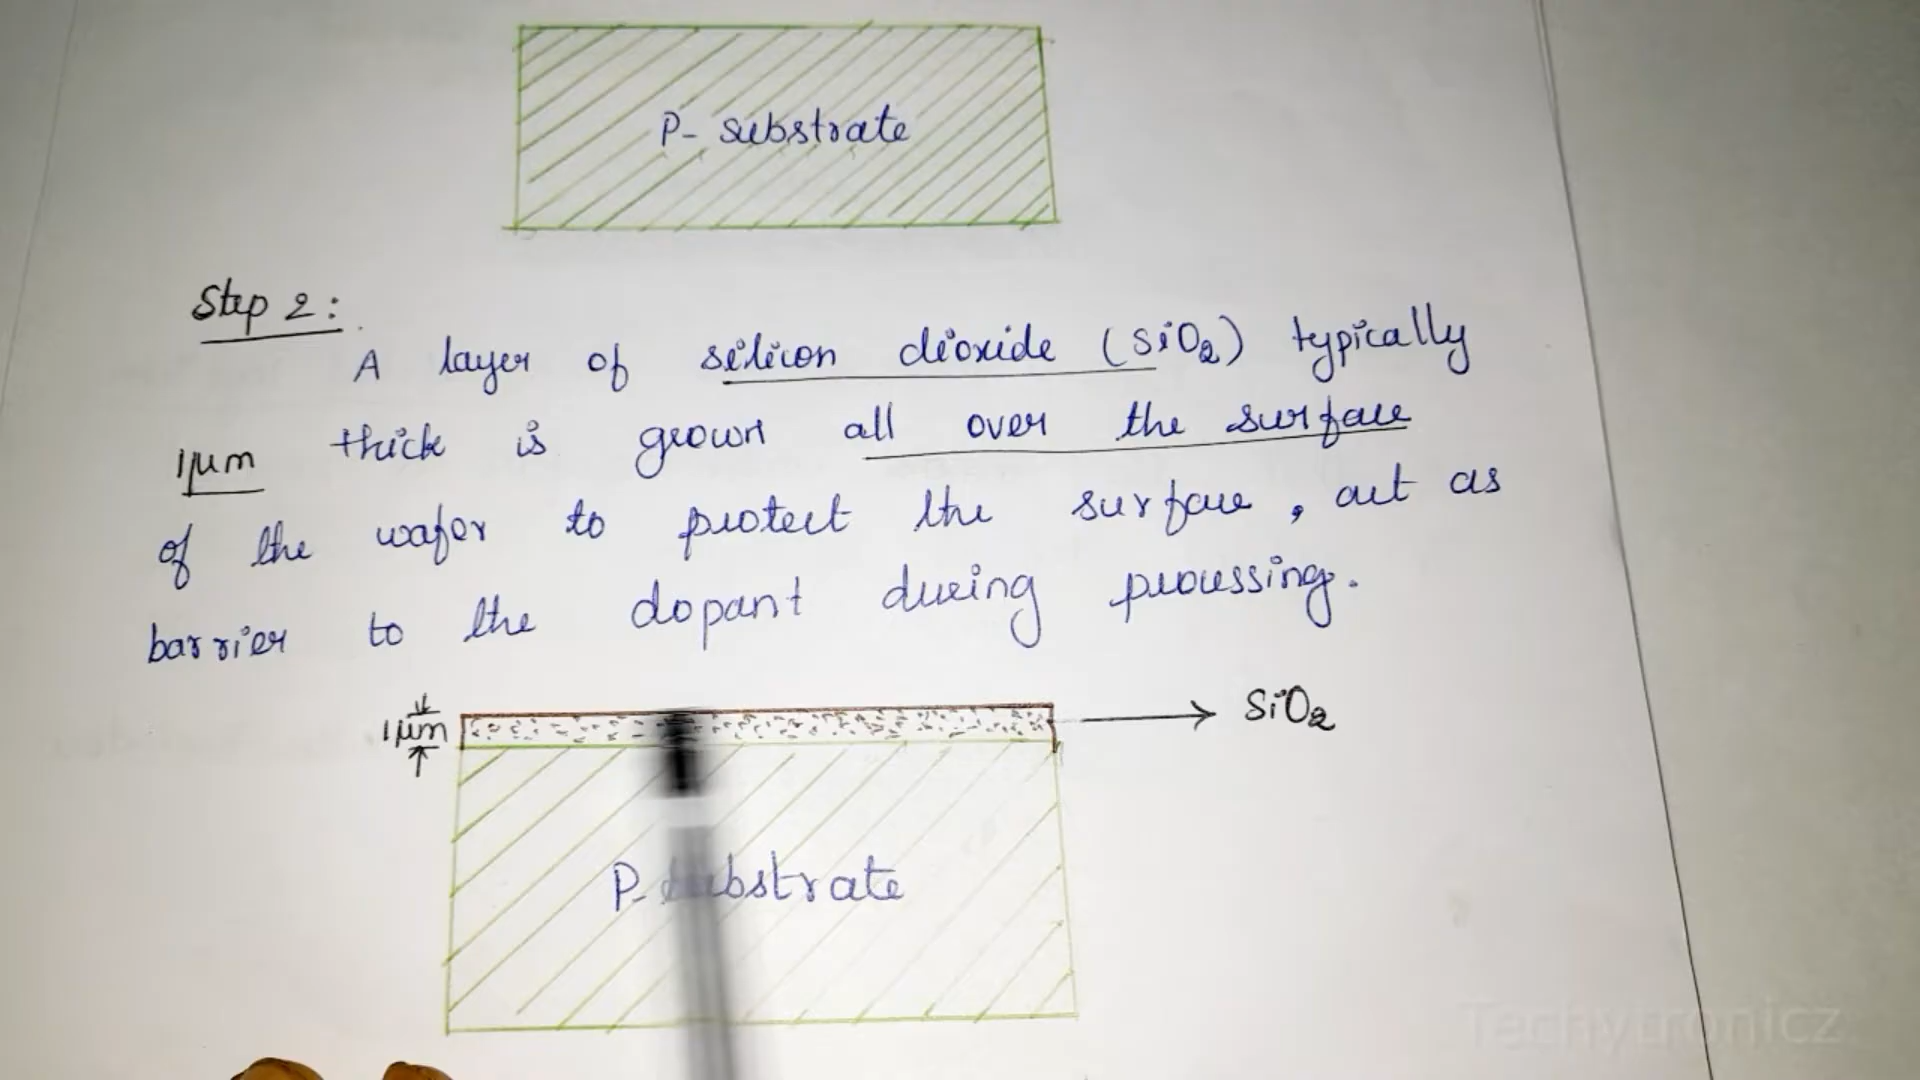 P- substrate
Step 2:
A layer of silicon dioxide (SiO2) typically
1μm thick is grown all over the surface
of the wafer to protect the surface, act as
barrier to the dopant during processing.
1μm
SiO2
P-substrate
Techytronicz